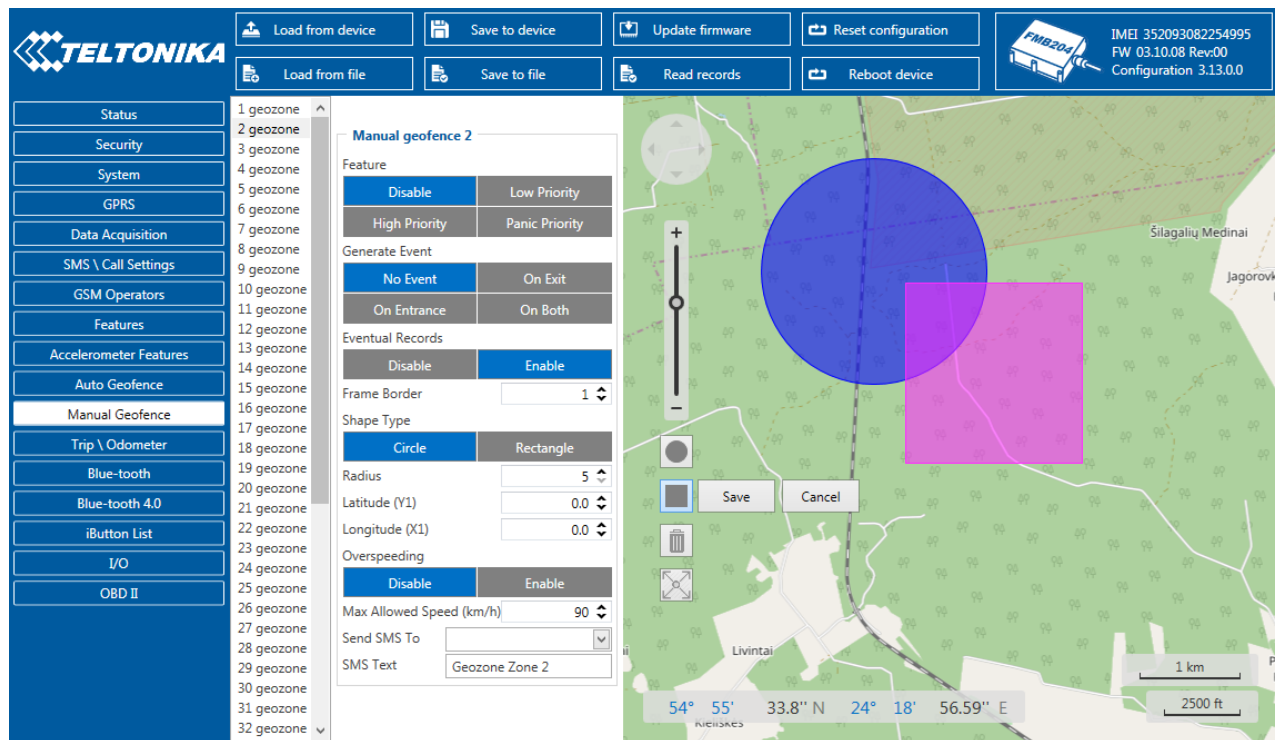 TELTONIKA
Load from device
Save to device
Update firmware
Reset configuration
Load from file
Save to file
Read records
Reboot device
FMB204
IMEI 352093082254995
FW 03.10.08 Rev:00
Configuration 3.13.0.0
Status
Security
System
GPRS
Data Acquisition
SMS \ Call Settings
GSM Operators
Features
Accelerometer Features
Auto Geofence
Manual Geofence
Trip \ Odometer
Blue-tooth
Blue-tooth 4.0
iButton List
I/O
OBD II
1 geozone
2 geozone
3 geozone
4 geozone
5 geozone
6 geozone
7 geozone
8 geozone
9 geozone
10 geozone
11 geozone
12 geozone
13 geozone
14 geozone
15 geozone
16 geozone
17 geozone
18 geozone
19 geozone
20 geozone
21 geozone
22 geozone
23 geozone
24 geozone
25 geozone
26 geozone
27 geozone
28 geozone
29 geozone
30 geozone
31 geozone
32 geozone
Manual geofence 2
Feature
Disable Low Priority
High Priority Panic Priority
Generate Event
No Event On Exit
On Entrance On Both
Eventual Records
Disable Enable
Frame Border 1
Shape Type
Circle Rectangle
Radius 5
Latitude (Y1) 0.0
Longitude (X1) 0.0
Overspeeding
Disable Enable
Max Allowed Speed (km/h) 90
Send SMS To
SMS Text Geozone Zone 2
+
−
Save Cancel
Šilagalių Medinai
Jagorovk
Livintai
1 km
2500 ft
54° 55' 33.8'' N 24° 18' 56.59'' E